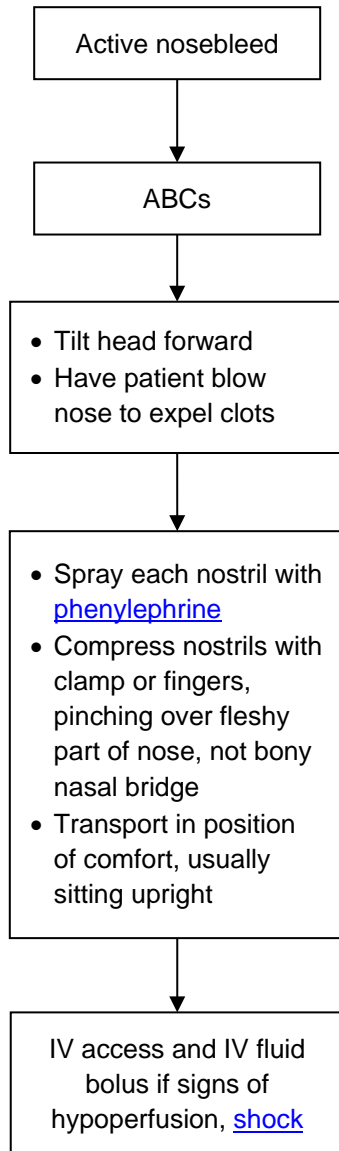 Active nosebleed
ABCs
• Tilt head forward
• Have patient blow
nose to expel clots
• Spray each nostril with
phenylephrine
• Compress nostrils with
clamp or fingers,
pinching over fleshy
part of nose, not bony
nasal bridge
• Transport in position
of comfort, usually
sitting upright
IV access and IV fluid
bolus if signs of
hypoperfusion, shock